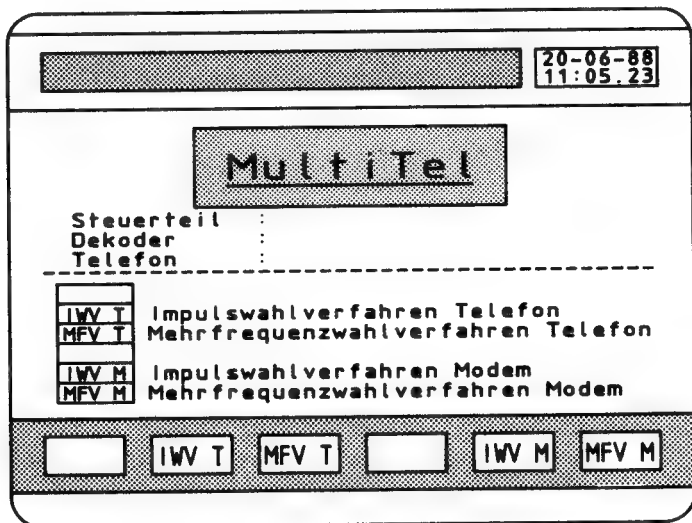 20-06-88
11:05.23
MultiTel
Steuerteil :
Dekoder :
Telefon :
IWV T Impulswahlverfahren Telefon
MFV T Mehrfrequenzwahlverfahren Telefon
IWV M Impulswahlverfahren Modem
MFV M Mehrfrequenzwahlverfahren Modem
IWV T MFV T IWV M MFV M